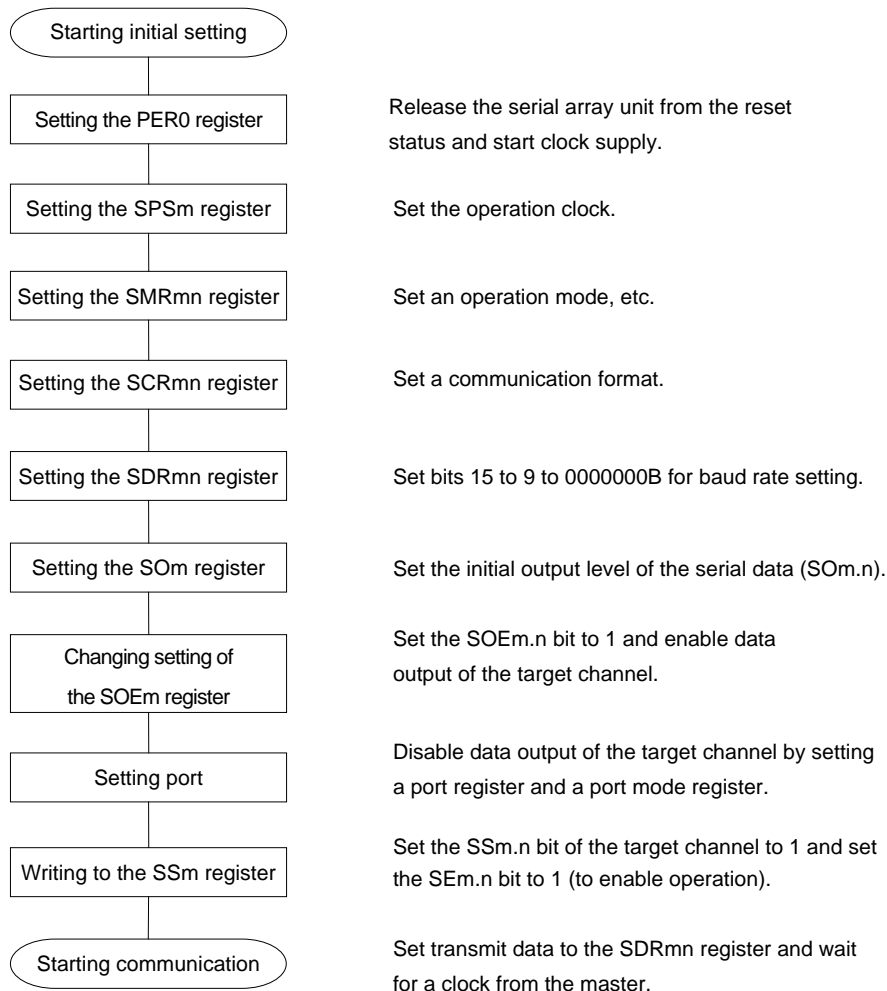 Starting initial setting
Setting the PER0 register
Release the serial array unit from the reset
status and start clock supply.
Setting the SPSm register
Set the operation clock.
Setting the SMRmn register
Set an operation mode, etc.
Setting the SCRmn register
Set a communication format.
Setting the SDRmn register
Set bits 15 to 9 to 0000000B for baud rate setting.
Setting the SOm register
Set the initial output level of the serial data (SOm.n).
Changing setting of
the SOEm register
Set the SOEm.n bit to 1 and enable data
output of the target channel.
Setting port
Disable data output of the target channel by setting
a port register and a port mode register.
Writing to the SSm register
Set the SSm.n bit of the target channel to 1 and set
the SEm.n bit to 1 (to enable operation).
Starting communication
Set transmit data to the SDRmn register and wait
for a clock from the master.